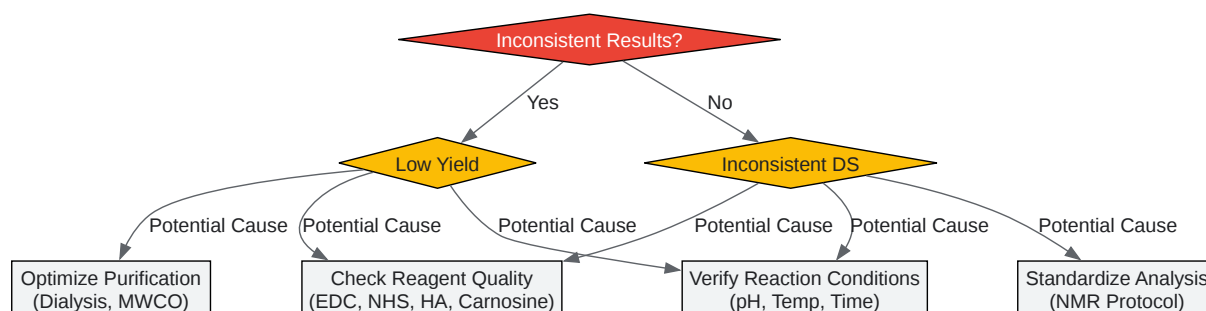 Inconsistent Results?
Yes
No
Low Yield
Inconsistent DS
Potential Cause
Potential Cause
Potential Cause
Potential Cause
Potential Cause
Potential Cause
Optimize Purification
(Dialysis, MWCO)
Check Reagent Quality
(EDC, NHS, HA, Carnosine)
Verify Reaction Conditions
(pH, Temp, Time)
Standardize Analysis
(NMR Protocol)